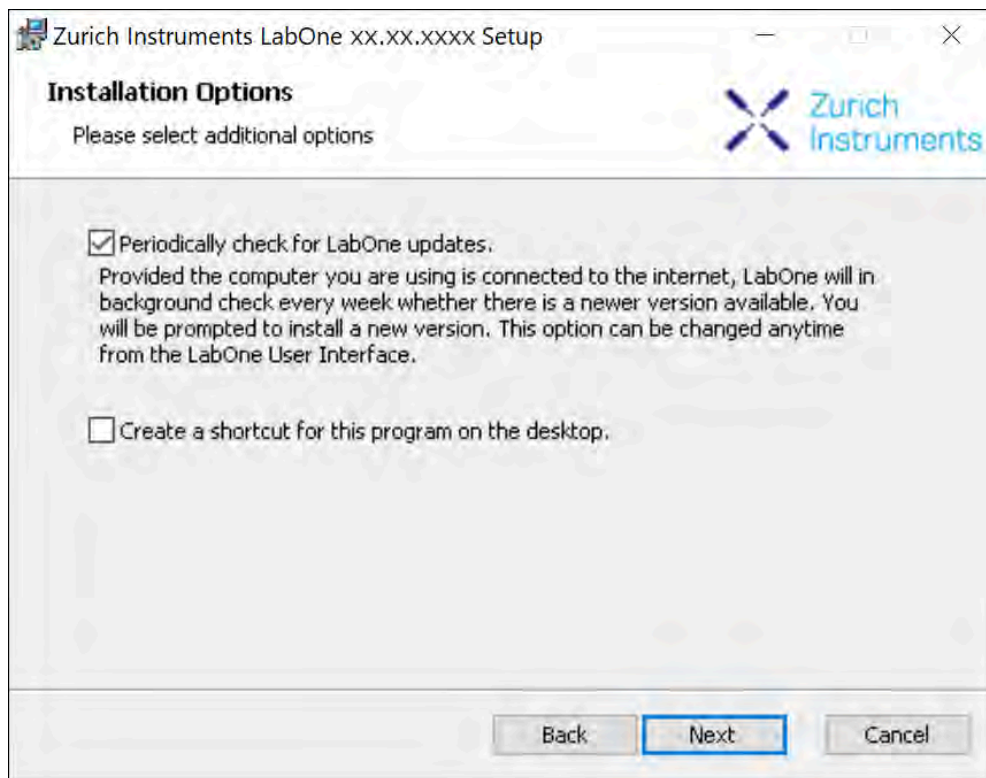 Zurich Instruments LabOne xx.xx.xxxx Setup
Installation Options
Please select additional options
Zurich
Instruments
Periodically check for LabOne updates.
Provided the computer you are using is connected to the internet, LabOne will in
background check every week whether there is a newer version available. You
will be prompted to install a new version. This option can be changed anytime
from the LabOne User Interface.
Create a shortcut for this program on the desktop.
Back Next Cancel